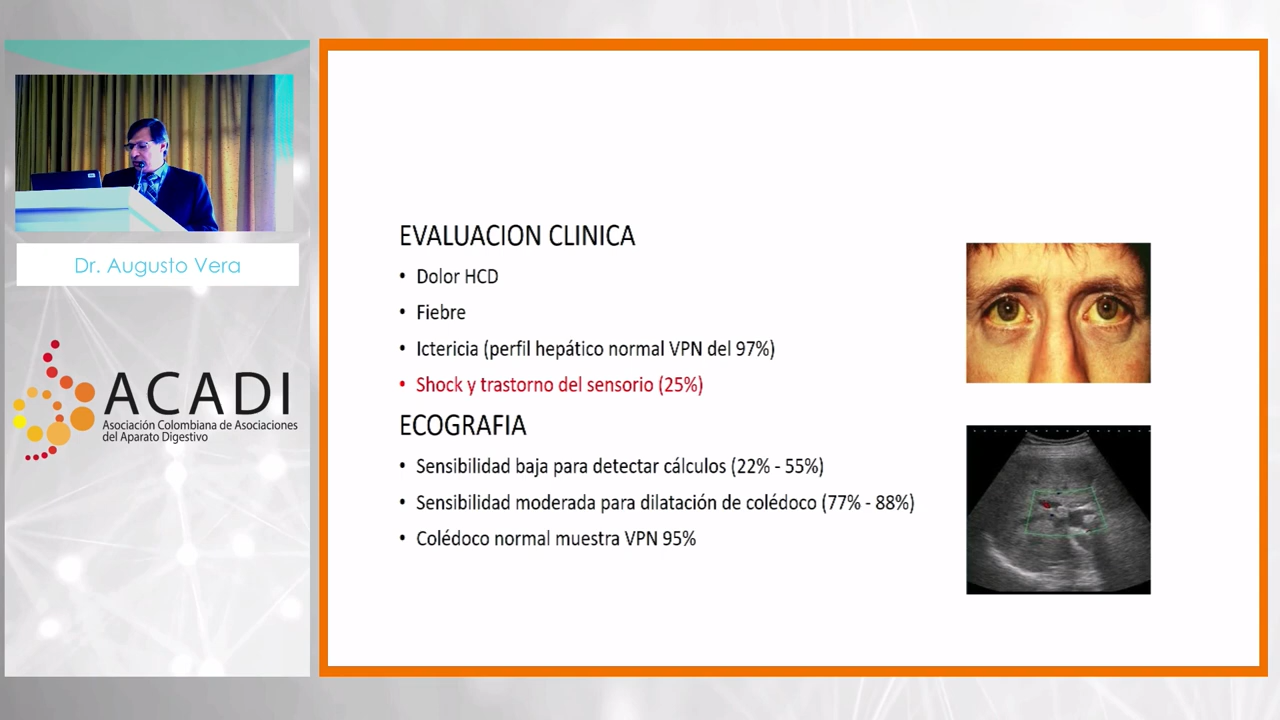 Dr. Augusto Vera
ACADI
Asociación Colombiana de Asociaciones
del Aparato Digestivo
EVALUACION CLINICA
• Dolor HCD
• Fiebre
• Ictericia (perfil hepático normal VPN del 97%)
• Shock y trastorno del sensorio (25%)
ECOGRAFIA
• Sensibilidad baja para detectar cálculos (22% - 55%)
• Sensibilidad moderada para dilatación de colédoco (77% - 88%)
• Colédoco normal muestra VPN 95%